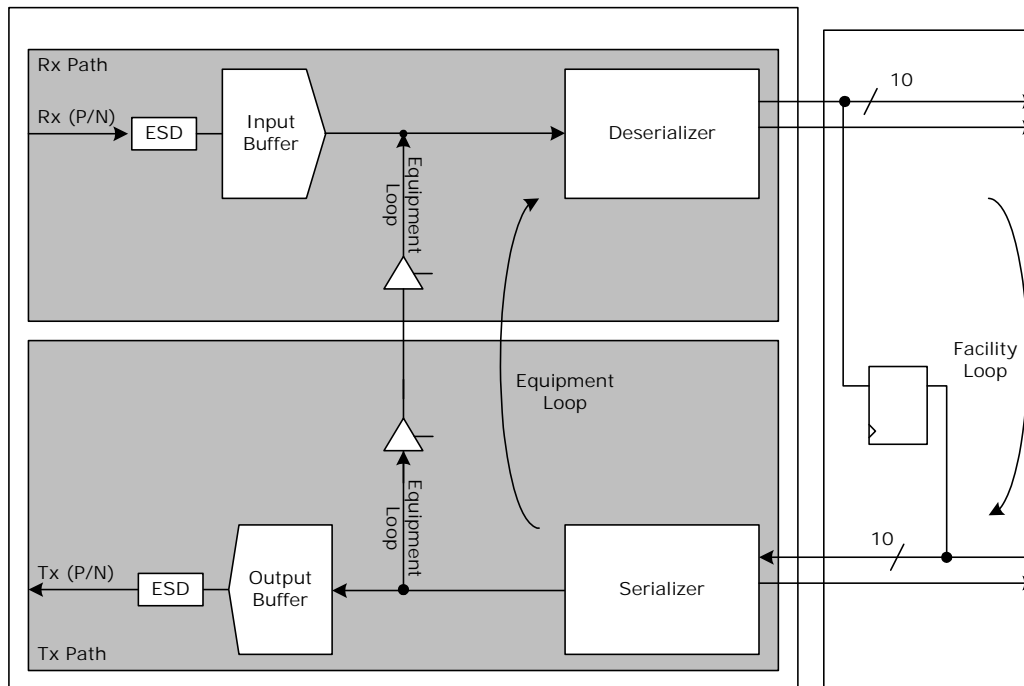 Rx Path
Rx (P/N)
ESD
Input
Buffer
Deserializer
10
Equipment
Loop
Equipment
Loop
Facility
Loop
Equipment
Loop
10
Tx (P/N)
ESD
Output
Buffer
Serializer
Tx Path